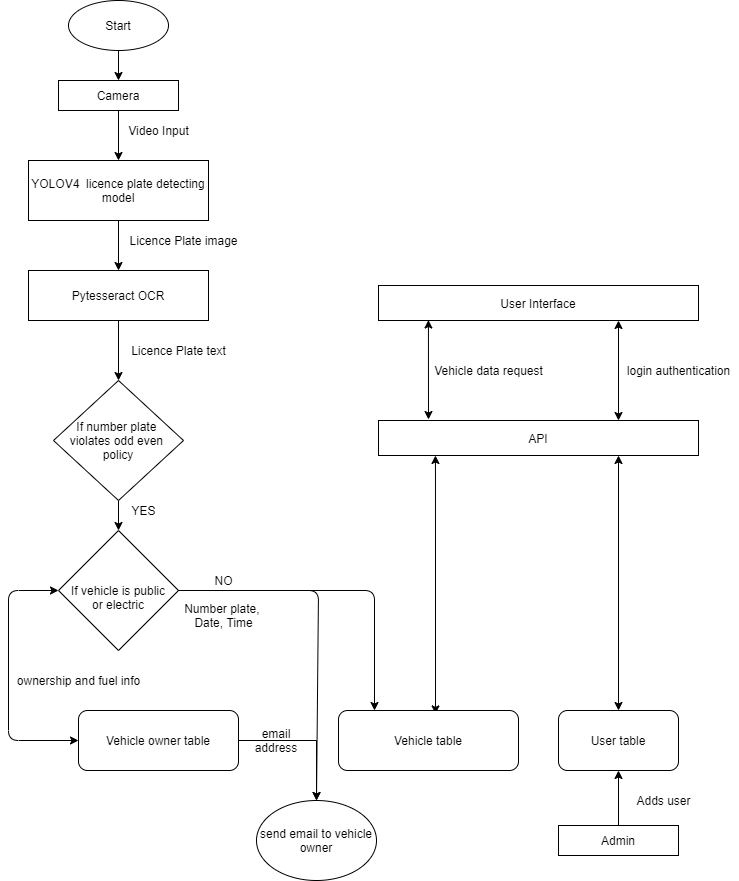 Start
Camera
Video Input
YOLOV4 licence plate detecting
model
Licence Plate image
Pytesseract OCR
Licence Plate text
If number plate
violates odd even
policy
YES
If vehicle is public
or electric
NO
Number plate,
Date, Time
ownership and fuel info
Vehicle owner table
email
address
send email to vehicle
owner
User Interface
Vehicle data request
login authentication
API
Vehicle table
User table
Adds user
Admin